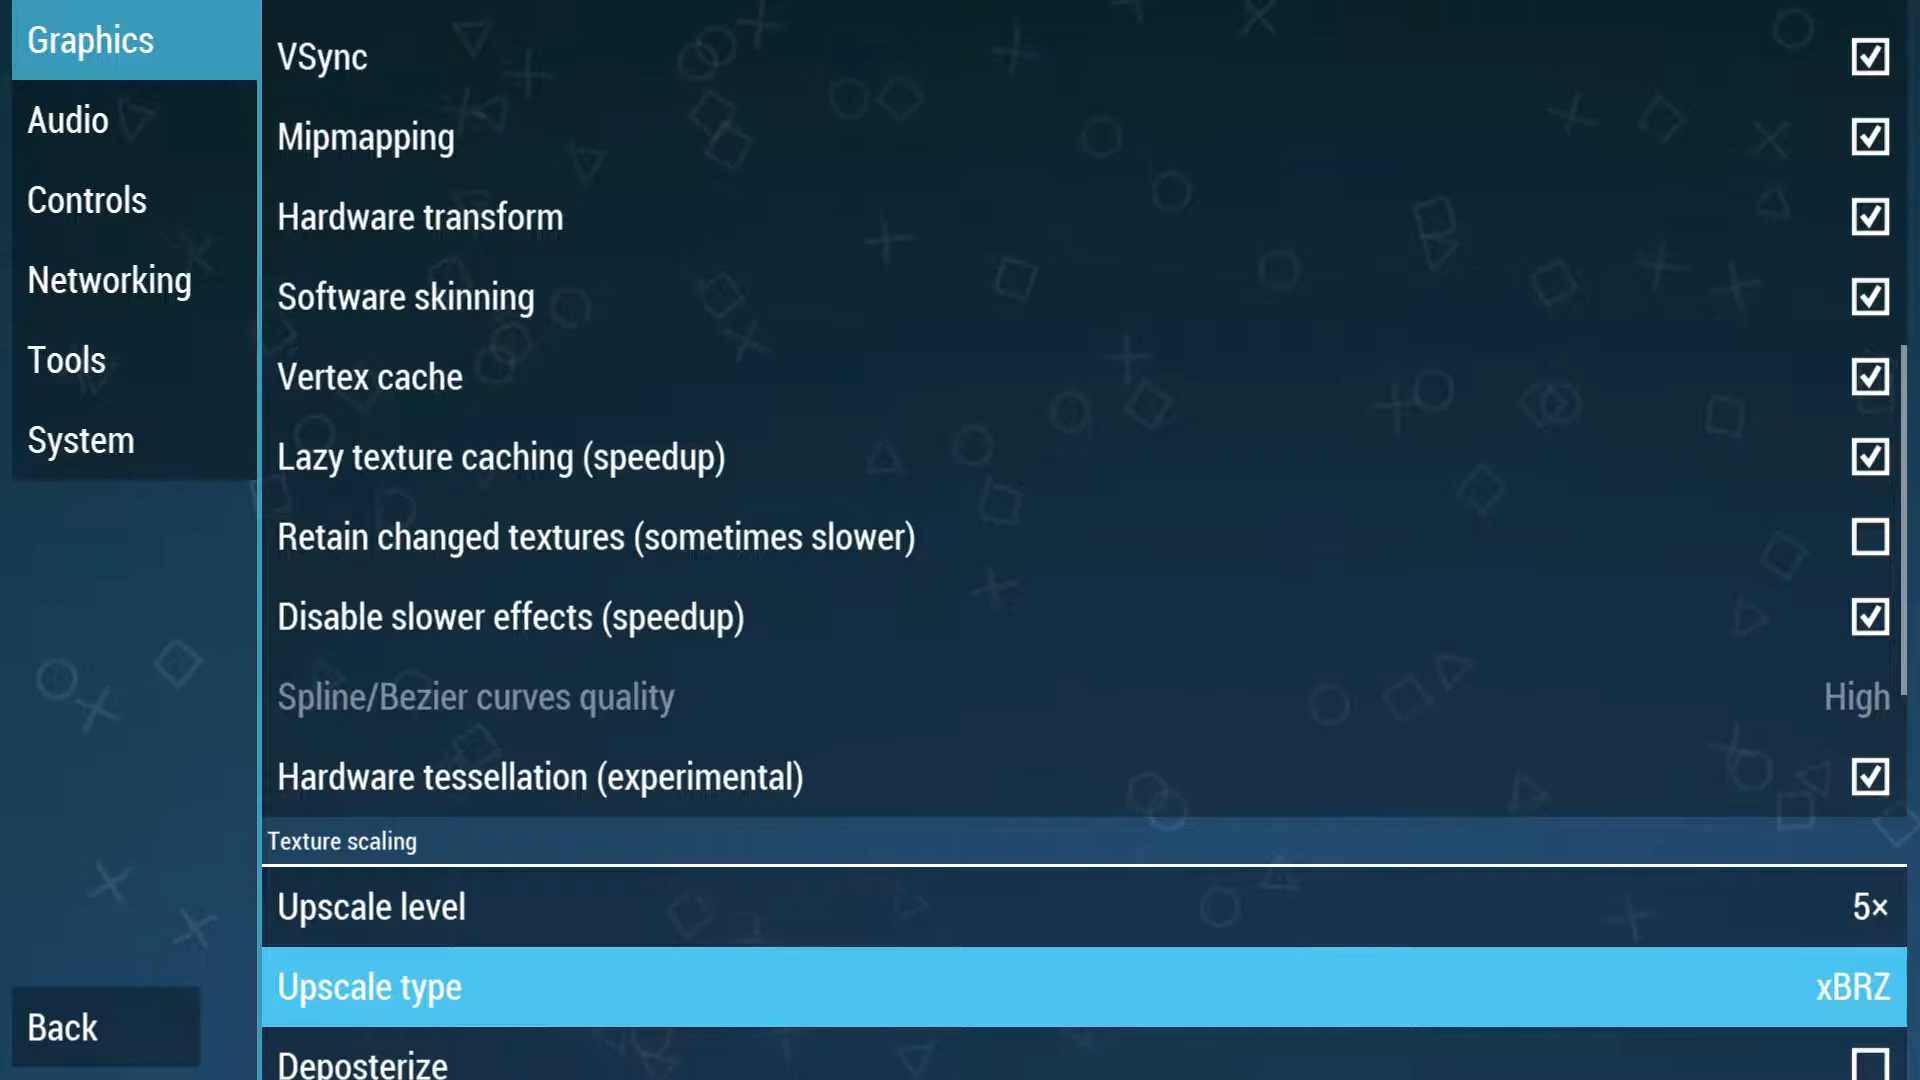 Graphics
Audio
Controls
Networking
Tools
System
Back
VSync
Mipmapping
Hardware transform
Software skinning
Vertex cache
Lazy texture caching (speedup)
Retain changed textures (sometimes slower)
Disable slower effects (speedup)
Spline/Bezier curves quality High
Hardware tessellation (experimental)
Texture scaling
Upscale level 5×
Upscale type xBRZ
Deposterize